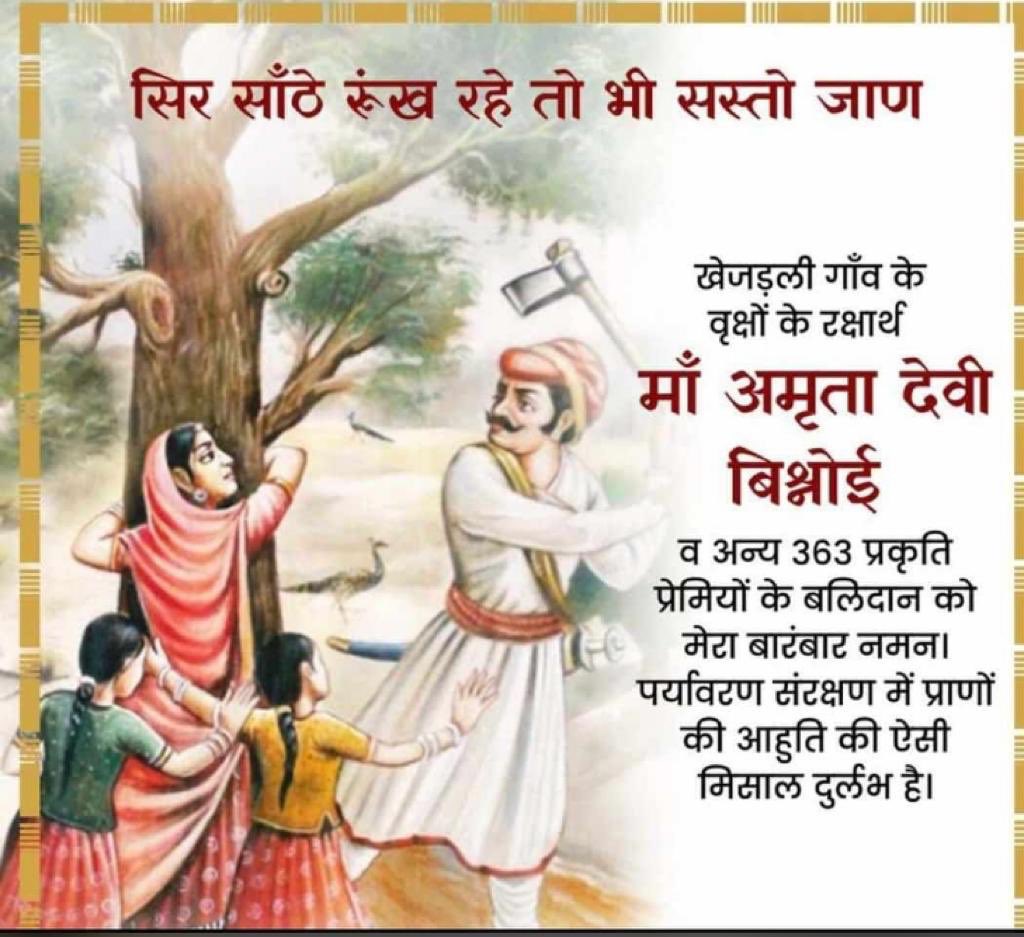 सिर साँठे रूंख रहे तो भी सस्तो जाण
खेजड़ली गाँव के
वृक्षों के रक्षार्थ
माँ अमृता देवी
बिश्नोई
व अन्य 363 प्रकृति
प्रेमियों के बलिदान को
मेरा बारंबार नमन।
पर्यावरण संरक्षण में प्राणों
की आहुति की ऐसी
मिसाल दुर्लभ है।